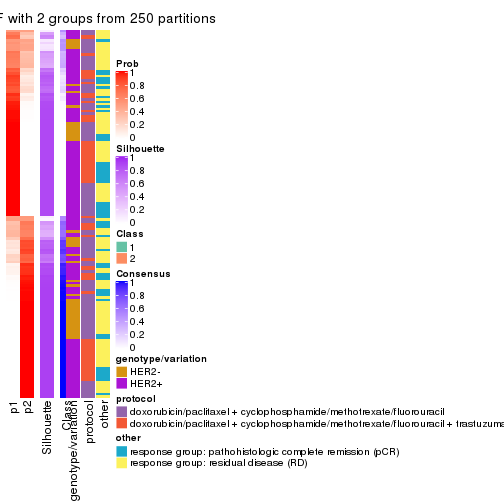 F with 2 groups from 250 partitions
Prob
1
0.8
0.6
0.4
0.2
0
Silhouette
1
0.8
0.6
0.4
0.2
0
Class
1
2
Consensus
1
0.8
0.6
0.4
0.2
0
genotype/variation
HER2-
HER2+
protocol
doxorubicin/paclitaxel + cyclophosphamide/methotrexate/fluorouracil
doxorubicin/paclitaxel + cyclophosphamide/methotrexate/fluorouracil + trastuzuma
other
response group: pathohistologic complete remission (pCR)
response group: residual disease (RD)
p1
p2
Silhouette
Class
genotype/variation
protocol
other